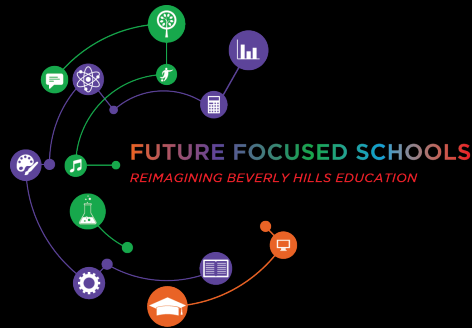 FUTURE FOCUSED SCHOOLS
REIMAGINING BEVERLY HILLS EDUCATION